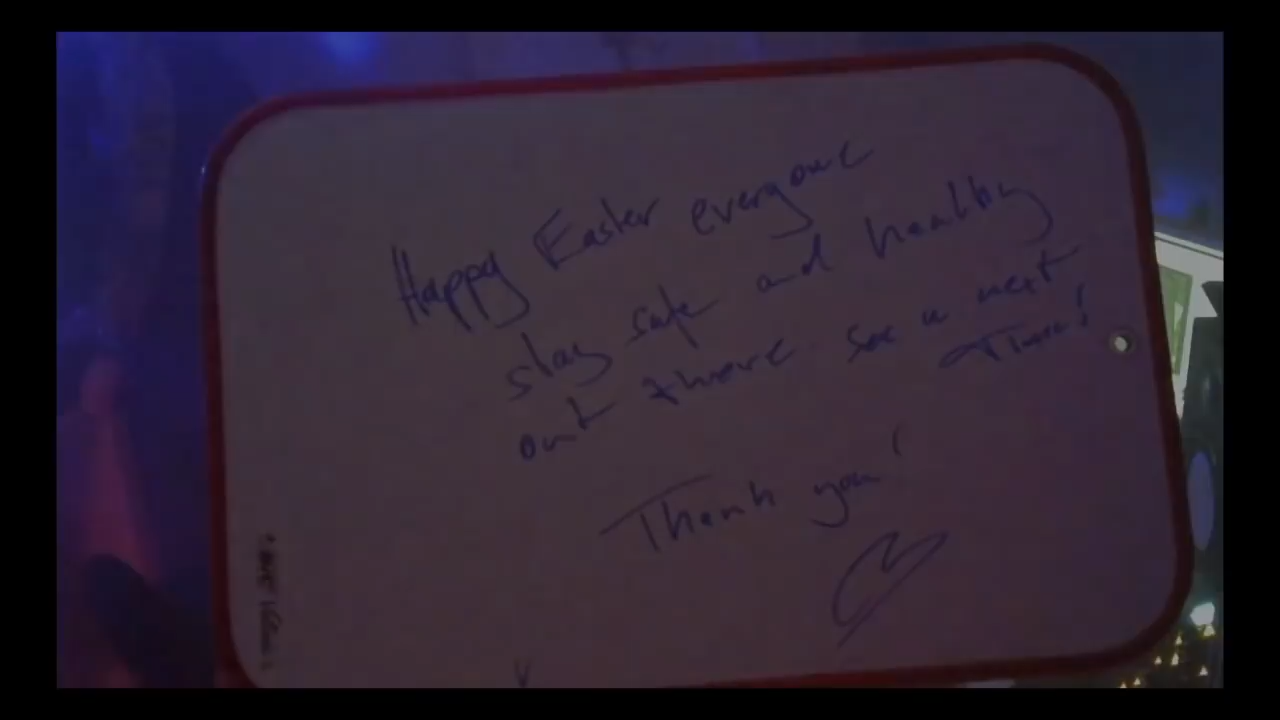 Happy Easter everyone
stay safe and healthy
out there see u next
Time!
Thank you!